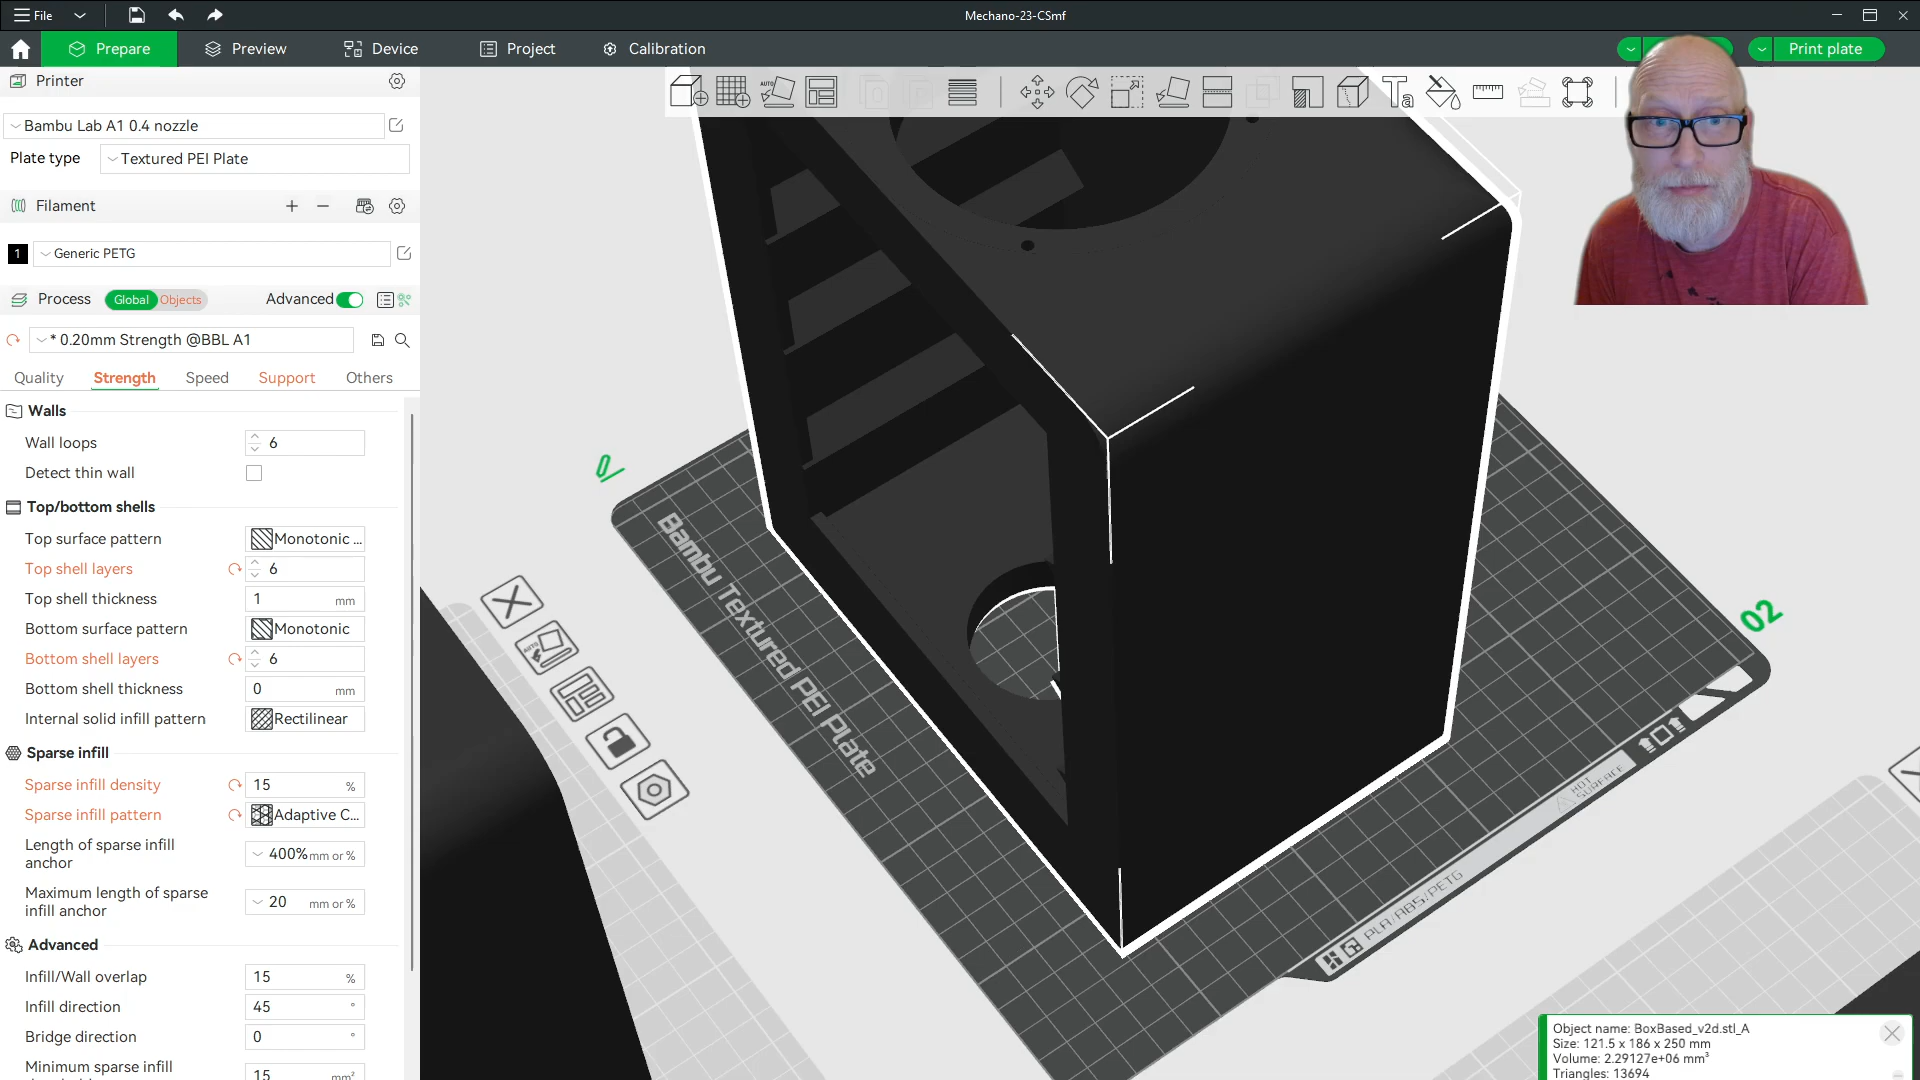 File
Mechano-23-CSmf
Prepare
Preview
Device
Project
Calibration
Print plate
Printer
Bambu Lab A1 0.4 nozzle
Plate type
Textured PEI Plate
Filament
1
Generic PETG
Process
Global
Objects
Advanced
* 0.20mm Strength @BBL A1
Quality
Strength
Speed
Support
Others
Walls
Wall loops 6
Detect thin wall
Top/bottom shells
Top surface pattern Monotonic ...
Top shell layers 6
Top shell thickness 1 mm
Bottom surface pattern Monotonic
Bottom shell layers 6
Bottom shell thickness 0 mm
Internal solid infill pattern Rectilinear
Sparse infill
Sparse infill density 15 %
Sparse infill pattern Adaptive C...
Length of sparse infill
anchor
400% mm or %
Maximum length of sparse
infill anchor
20 mm or %
Advanced
Infill/Wall overlap 15 %
Infill direction 45 °
Bridge direction 0 °
Minimum sparse infill
15 mm²
AUTO
Ta
Bambu Textured PEI Plate
AUTO
02
HOT
SURFACE
PLA/ABS/PETG
Object name: BoxBased_v2d.stl_A
Size: 121.5 x 186 x 250 mm
Volume: 2.29127e+06 mm³
Triangles: 13694